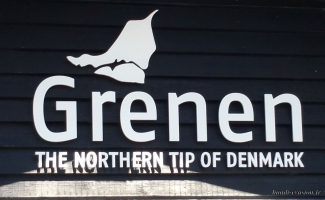 Grenen
THE NORTHERN TIP OF DENMARK